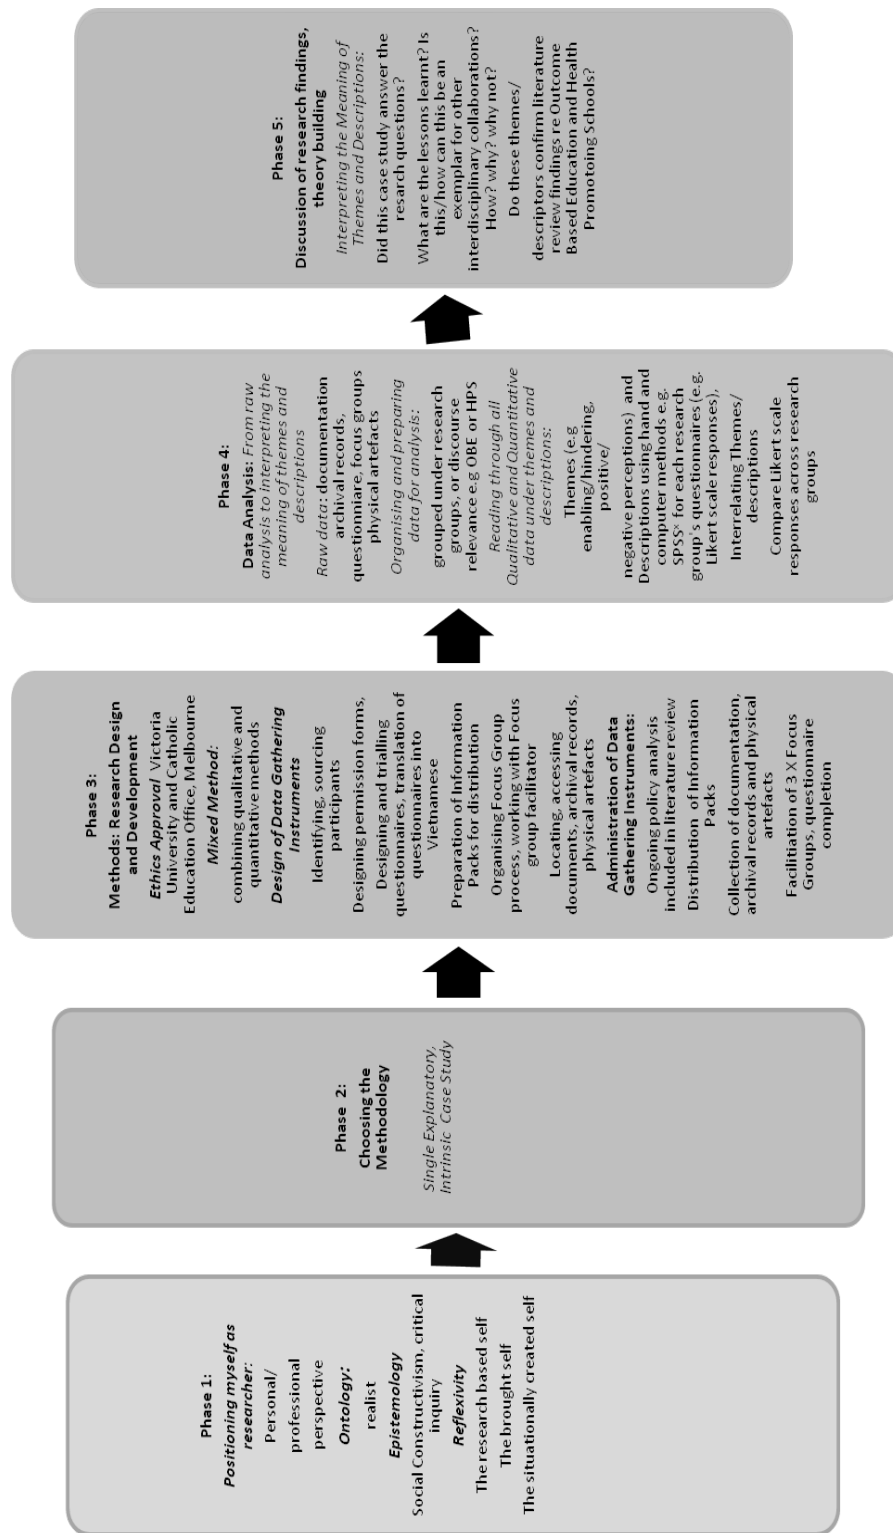 Phase 1:
Positioning myself as
researcher:
Personal/
professional
perspective
Ontology:
realist
Epistemology
Social Constructivism, critical
inquiry
Reflexivity
The research based self
The brought self
The situationally created self
Phase 2:
Choosing the
Methodology
Single Explanatory,
Intrinsic Case Study
Phase 3:
Methods: Research Design
and Development
Ethics Approval Victoria
University and Catholic
Education Office, Melbourne
Mixed Method:
combining qualitative and
quantitative methods
Design of Data Gathering
Instruments
Identifying, sourcing
participants
Designing permission forms,
Designing and trialling
questionnaires, translation of
questionnaires into
Vietnamese
Preparation of Information
Packs for distribution
Organising Focus Group
process, working with Focus
group facilitator
Locating, accessing
documents, archival records,
physical artefacts
Administration of Data
Gathering Instruments:
Ongoing policy analysis
included in literature review
Distribution of Information
Packs
Collection of documentation,
archival records and physical
artefacts
Facilitiation of 3 X Focus
Groups, questionnaire
completion
Phase 4:
Data Analysis: From raw
analysis to interpreting the
meaning of themes and
descriptions
Raw data: documentation
archival records,
questionniare, focus groups
physical artefacts
Organising and preparing
data for analysis:
grouped under research
groups, or discourse
relevance e.g OBE or HPS
Reading through all
Qualitative and Quantitative
data under themes and
descriptions:
Themes (e.g
enabling/hindering,
positive/
negative perceptions) and
Descriptions using hand and
computer methods e.g.
SPSSˣ for each research
group's questionnaires (e.g.
Likert scale responses),
Interrelating Themes/
descriptions
Compare Likert scale
responses across research
groups
Phase 5:
Discussion of research findings,
theory building
Interpreting the Meaning of
Themes and Descriptions:
Did this case study answer the
resarch questions?
What are the lessons learnt? Is
this/how can this be an
exemplar for other
interdisciplinary collaborations?
How? why? why not?
Do these themes/
descriptors confirm literature
review findings re Outcome
Based Education and Health
Promotoing Schools?